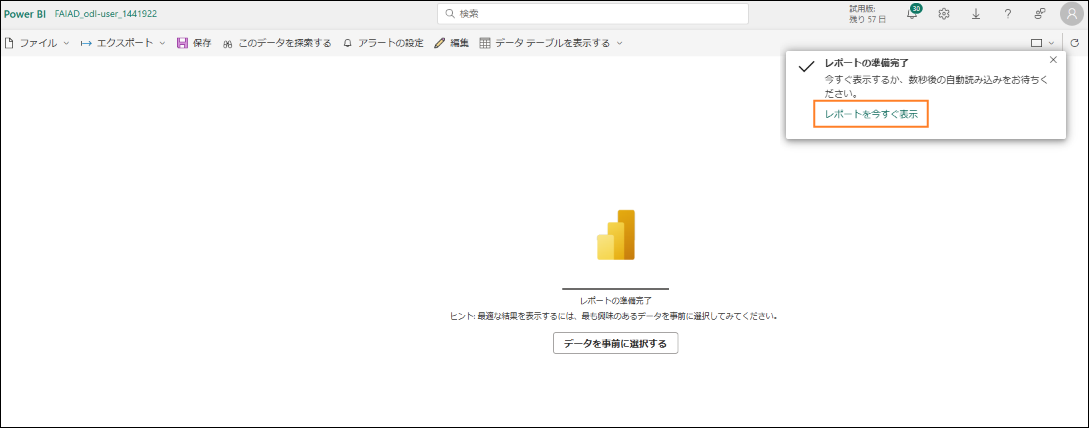 Power BI FAIAD_odl-user_1441922
検索
試用版:
残り 57 日
30
ファイル エクスポート 保存 このデータを探索する アラートの設定 編集 データ テーブルを表示する
レポートの準備完了
今すぐ表示するか、数秒後の自動読み込みをお待ちく
ださい。
レポートを今すぐ表示
レポートの準備完了
ヒント: 最適な結果を表示するには、最も興味のあるデータを事前に選択してみてください。
データを事前に選択する